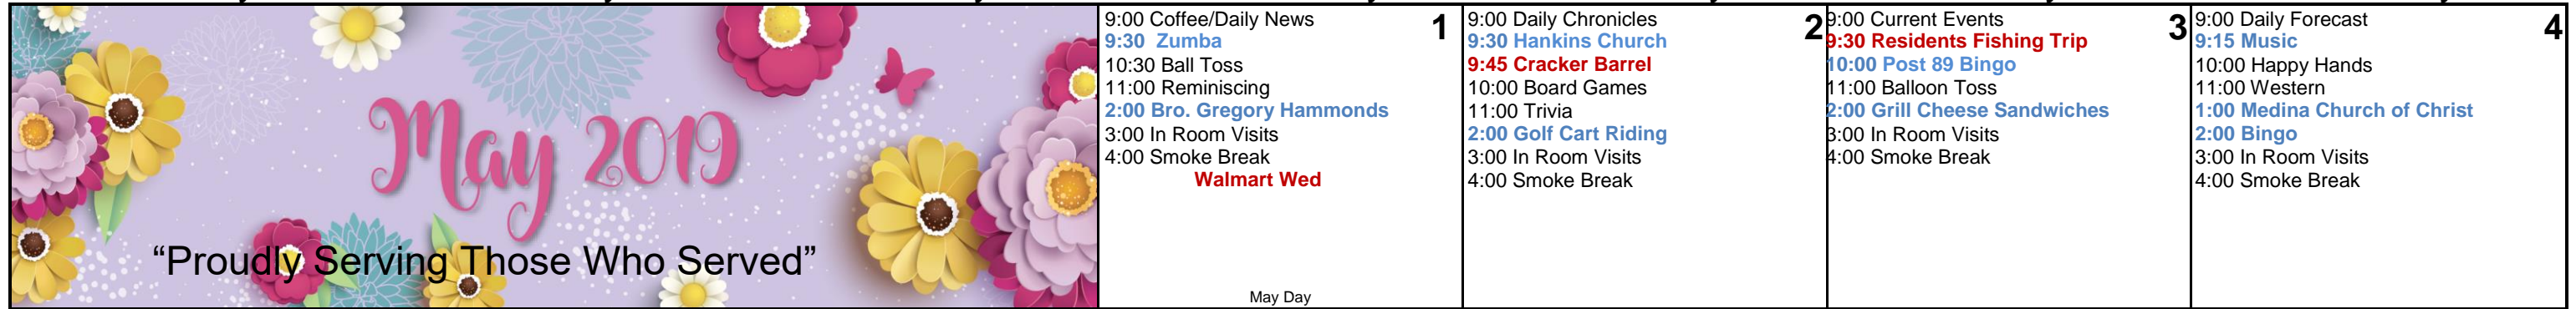 May 2019
“Proudly Serving Those Who Served”
1
9:00 Coffee/Daily News
9:30  Zumba
10:30 Ball Toss
11:00 Reminiscing
2:00 Bro. Gregory Hammonds
3:00 In Room Visits
4:00 Smoke Break
Walmart Wed
May Day
2
9:00 Daily Chronicles
9:30 Hankins Church
9:45 Cracker Barrel
10:00 Board Games
11:00 Trivia
2:00 Golf Cart Riding
3:00 In Room Visits
4:00 Smoke Break
3
9:00 Current Events
9:30 Residents Fishing Trip
10:00 Post 89 Bingo
11:00 Balloon Toss
2:00 Grill Cheese Sandwiches
3:00 In Room Visits
4:00 Smoke Break
4
9:00 Daily Forecast
9:15 Music
10:00 Happy Hands
11:00 Western
1:00 Medina Church of Christ
2:00 Bingo
3:00 In Room Visits
4:00 Smoke Break